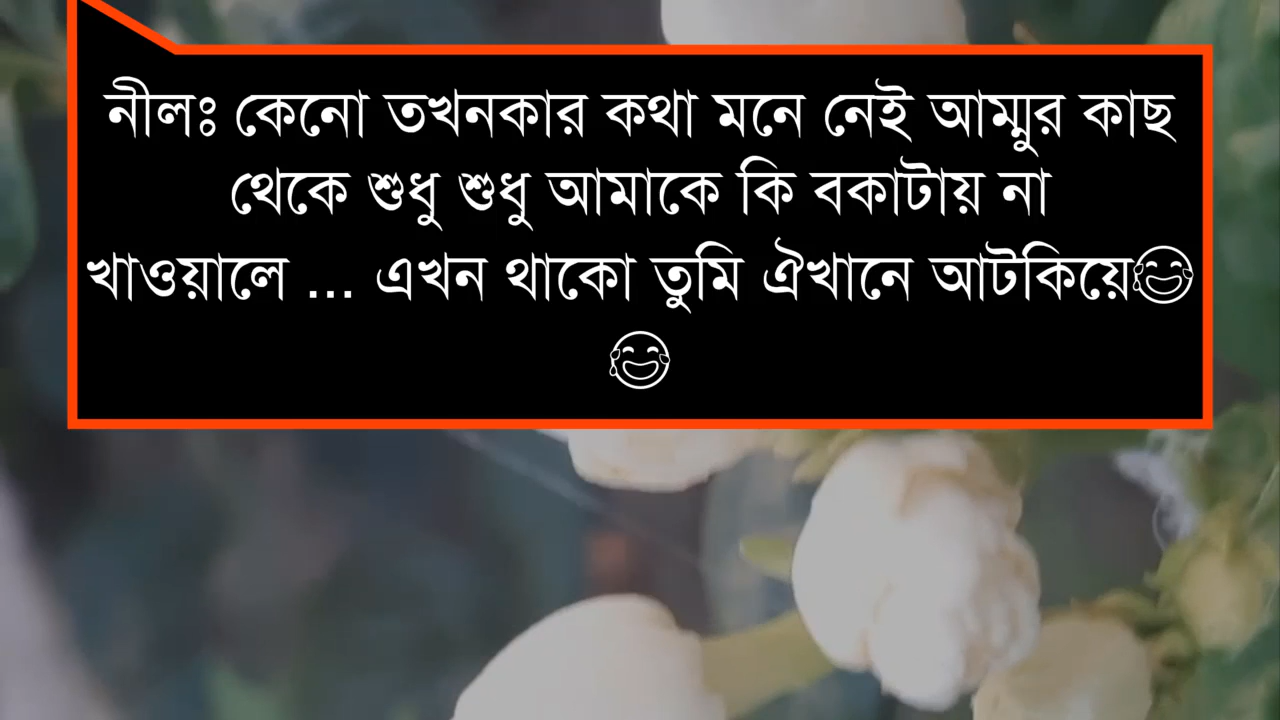 নীলঃ কেনো তখনকার কথা মনে নেই আম্মুর কাছ
থেকে শুধু শুধু আমাকে কি বকাটায় না
খাওয়ালে ... এখন থাকো তুমি ঐখানে আটকিয়ে😅
😅